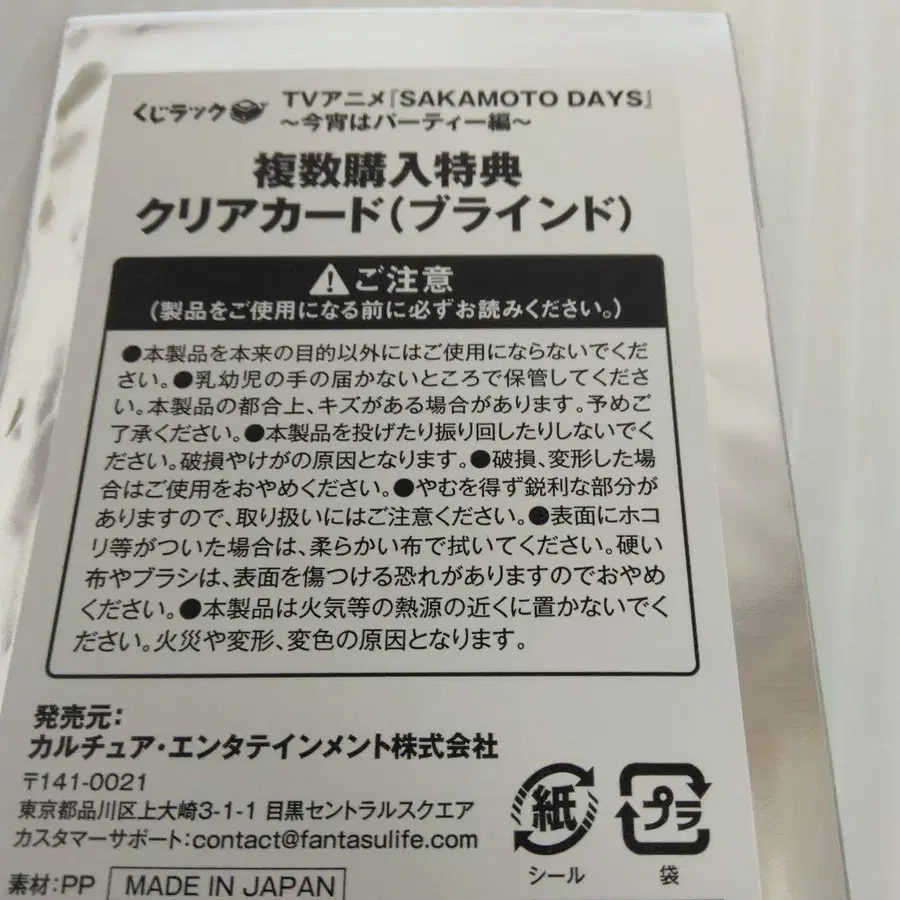 くじラック
TVアニメ『SAKAMOTO DAYS』
～今宵はパーティー編～
複数購入特典
クリアカード(ブラインド)
ご注意
(製品をご使用になる前に必ずお読みください。)
●本製品を本来の目的以外にはご使用にならないでくだ
さい。●乳幼児の手の届かないところで保管してくださ
い。本製品の都合上、キズがある場合があります。予めご
了承ください。●本製品を投げたり振り回したりしないでく
ださい。破損やけがの原因となります。●破損、変形した場
合はご使用をおやめください。●やむを得ず鋭利な部分が
ありますので、取り扱いにはご注意ください。●表面にホコ
リ等がついた場合は、柔らかい布で拭いてください。硬い
布やブラシは、表面を傷つける恐れがありますのでおやめ
ください。●本製品は火気等の熱源の近くに置かないでく
ださい。火災や変形、変色の原因となります。
発売元:
カルチュア・エンタテインメント株式会社
〒141-0021
東京都品川区上大崎3-1-1 目黒セントラルスクエア
カスタマーサポート:contact@fantasulife.com
素材:PP MADE IN JAPAN
紙
シール
プラ
袋